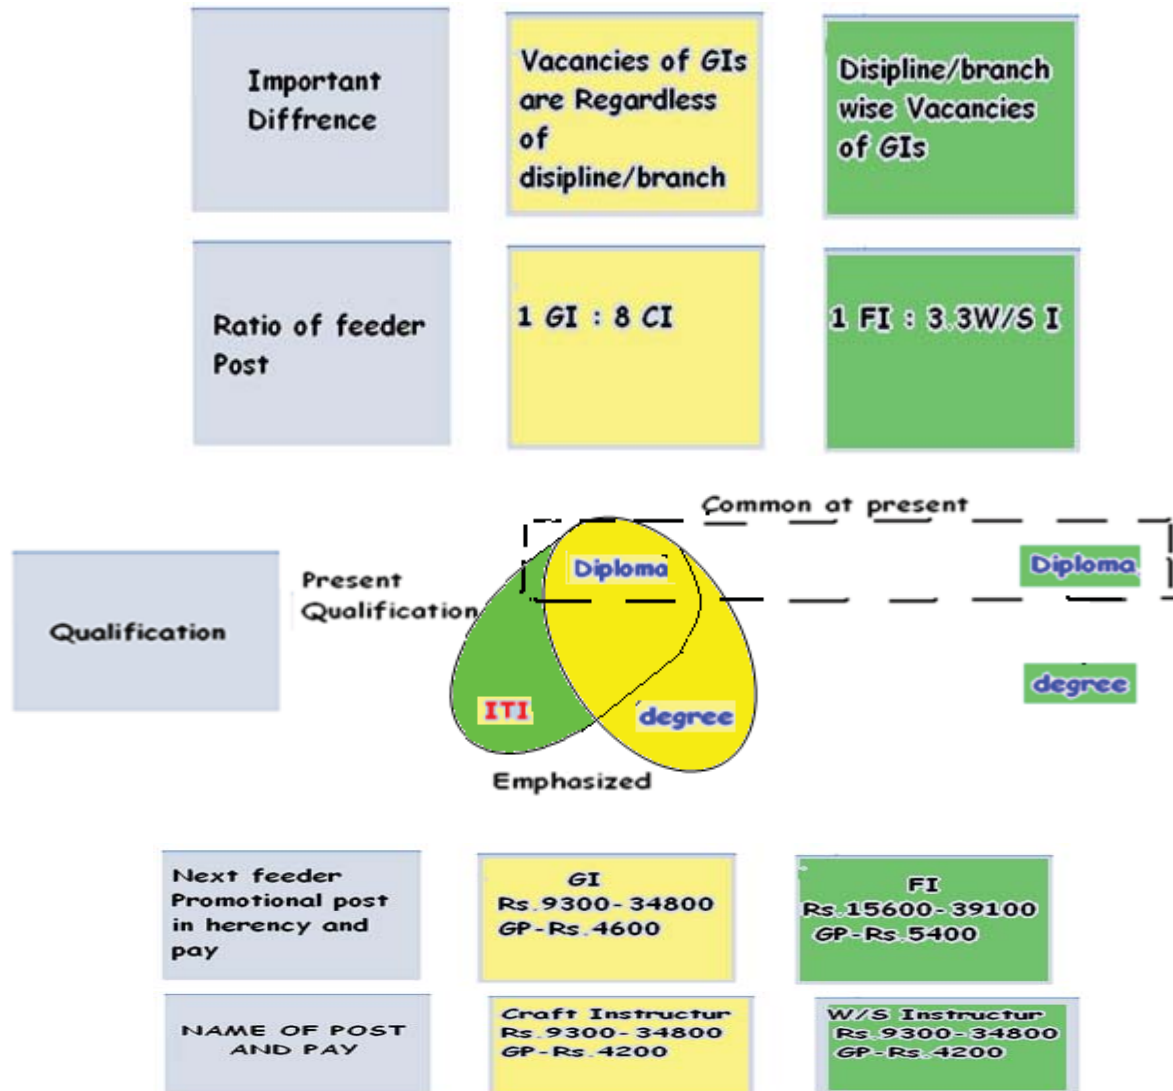 Important
Diffrence
Vacancies of GIs
are Regardless
of
disipline/branch
Disipline/branch
wise Vacancies
of GIs
Ratio of feeder
Post
1 GI : 8 CI
1 FI : 3.3W/S I
Common at present
Qualification
Present
Qualification
Diploma
ITI
degree
Emphasized
Diploma
degree
Next feeder
Promotional post
in herency and
pay
GI
Rs.9300-34800
GP-Rs.4600
FI
Rs.15600-39100
GP-Rs.5400
NAME OF POST
AND PAY
Craft Instructur
Rs.9300-34800
GP-Rs.4200
W/S Instructur
Rs.9300-34800
GP-Rs.4200